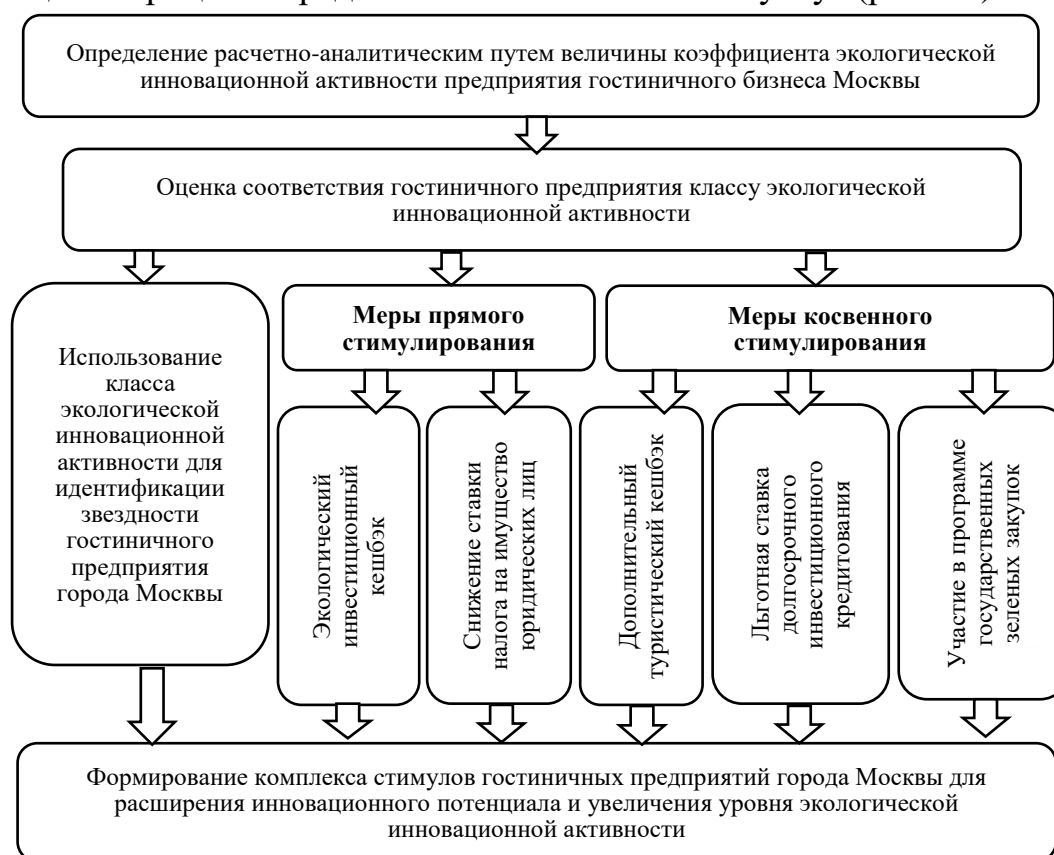 Определение расчетно-аналитическим путем величины коэффициента экологической
инновационной активности предприятия гостиничного бизнеса Москвы
Оценка соответствия гостиничного предприятия классу экологической
инновационной активности
Использование
класса
экологической
инновационной
активности для
идентификации
звездности
гостиничного
предприятия
города Москвы
Меры прямого
стимулирования
Экологический
инвестиционный
кешбэк
Снижение ставки
налога на имущество
юридических лиц
Меры косвенного
стимулирования
Дополнительный
туристический кешбэк
Льготная ставка
долгосрочного
инвестиционного
кредитования
Участие в программе
государственных
зеленых закупок
Формирование комплекса стимулов гостиничных предприятий города Москвы для
расширения инновационного потенциала и увеличения уровня экологической
инновационной активности